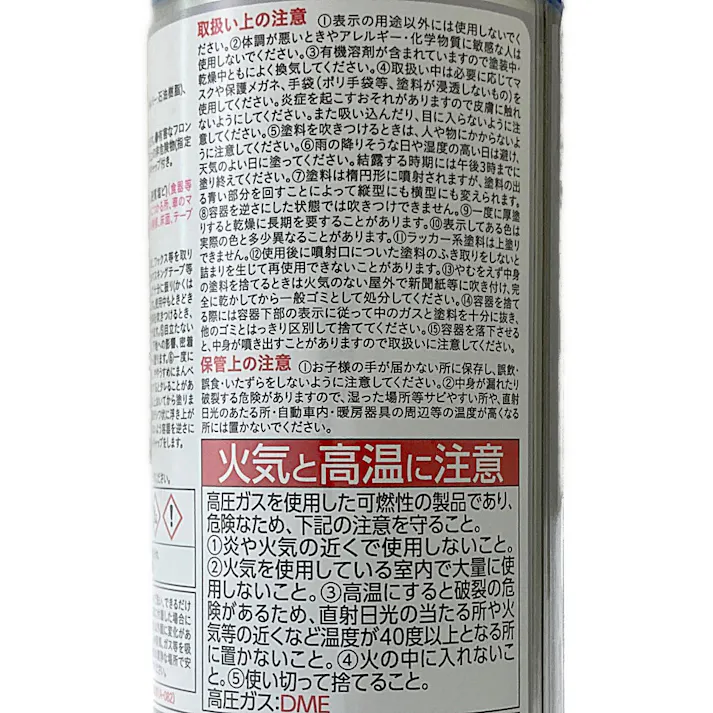 取扱い上の注意 ①表示の用途以外には使用しないでく
ださい。②体調が悪いときやアレルギー・化学物質に敏感な人は
使用しないでください。③有機溶剤が含まれていますので塗装中・
乾燥中ともによく換気してください。④取扱い中は必要に応じてマ
スクや保護メガネ、手袋(ポリ手袋等、塗料が浸透しないもの)を
使用してください。炎症を起こすおそれがありますので皮膚に触れ
ないようにしてください。また吸い込んだり、目に入らないように注
意してください。⑤塗料を吹きつけるときは、人や物にかからないよ
うに注意してください。⑥雨の降りそうな日や湿度の高い日は避け、
天気のよい日に塗ってください。結露する時期には午後3時までに
塗り終えてください。⑦塗料は楕円形に噴射されますが、塗料の出
る青い部分を回すことによって縦型にも横型にも変えられます。
⑧容器を逆さにした状態では吹きつけできません。⑨一度に厚塗
りすると乾燥に長期を要することがあります。⑩表示してある色は
実際の色と多少異なることがあります。⑪ラッカー系塗料は上塗り
できません。⑫使用後に噴射口についた塗料のふき取りをしないと
詰まりを生じて再使用できないことがあります。⑬やむをえず中身
の塗料を捨てるときは火気のない屋外で新聞紙等に吹き付け、完
全に乾かしてから一般ゴミとして処分してください。⑭容器を捨て
る際には容器下部の表示に従って中のガスと塗料を十分に抜き、
他のゴミとはっきり区別して捨ててください。⑮容器を落下させる
と、中身が噴き出すことがありますので取扱いに注意してください。
保管上の注意 ①お子様の手が届かない所に保存し、誤飲・
誤食・いたずらをしないように注意してください。②中身が漏れたり
破裂する危険がありますので、湿った場所等サビやすい所や、直射
日光のあたる所・自動車内・暖房器具の周辺等の温度が高くなる
所には置かないでください。
火気と高温に注意
高圧ガスを使用した可燃性の製品であり、
危険なため、下記の注意を守ること。
①炎や火気の近くで使用しないこと。
②火気を使用している室内で大量に使
用しないこと。③高温にすると破裂の危
険があるため、直射日光の当たる所や火
気等の近くなど温度が40度以上となる所
に置かないこと。④火の中に入れないこ
と。⑤使い切って捨てること。
高圧ガス:DME